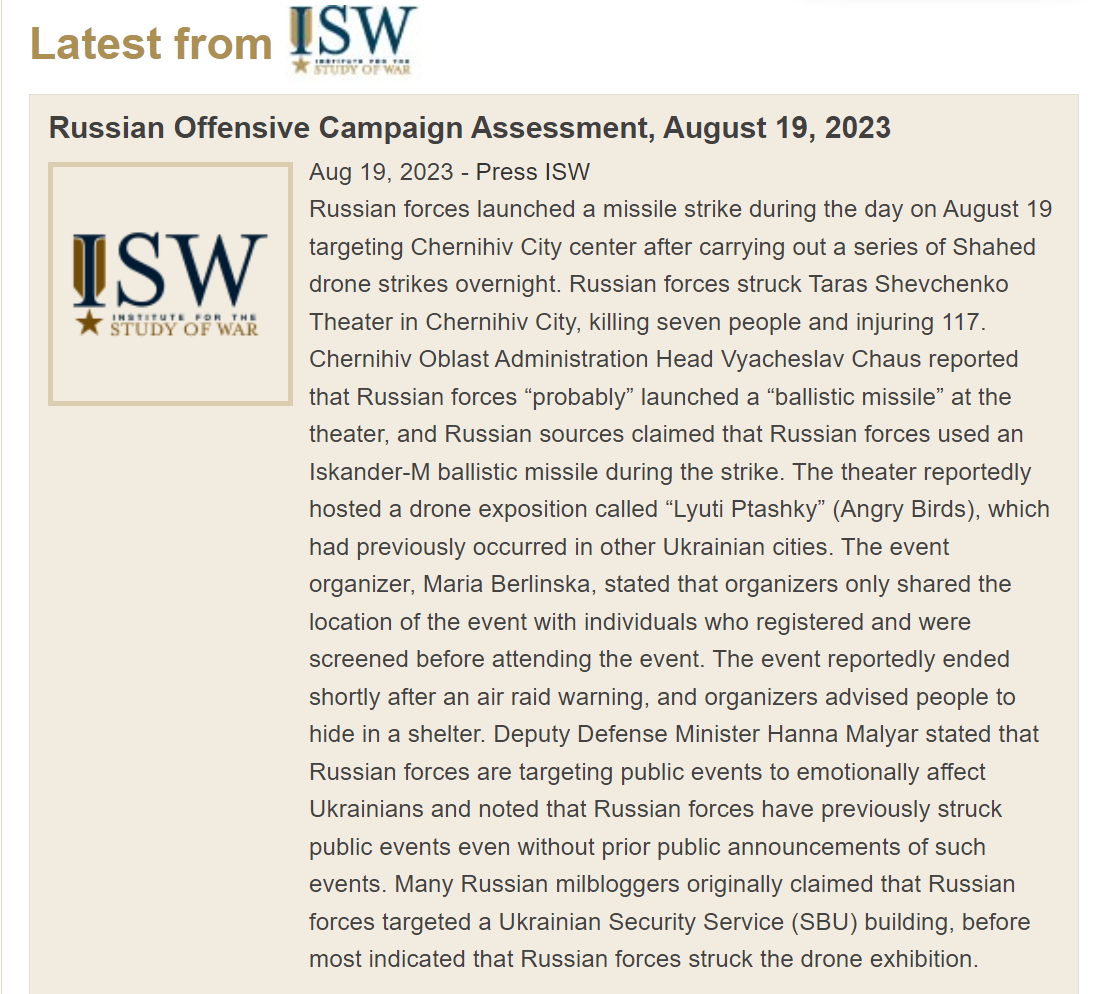 Latest from ISW
INSTITUTE FOR THE
STUDY OF WAR
Russian Offensive Campaign Assessment, August 19, 2023
ISW
INSTITUTE FOR THE
STUDY OF WAR
Aug 19, 2023 - Press ISW
Russian forces launched a missile strike during the day on August 19
targeting Chernihiv City center after carrying out a series of Shahed
drone strikes overnight. Russian forces struck Taras Shevchenko
Theater in Chernihiv City, killing seven people and injuring 117.
Chernihiv Oblast Administration Head Vyacheslav Chaus reported
that Russian forces “probably” launched a “ballistic missile” at the
theater, and Russian sources claimed that Russian forces used an
Iskander-M ballistic missile during the strike. The theater reportedly
hosted a drone exposition called “Lyuti Ptashky” (Angry Birds), which
had previously occurred in other Ukrainian cities. The event
organizer, Maria Berlinska, stated that organizers only shared the
location of the event with individuals who registered and were
screened before attending the event. The event reportedly ended
shortly after an air raid warning, and organizers advised people to
hide in a shelter. Deputy Defense Minister Hanna Malyar stated that
Russian forces are targeting public events to emotionally affect
Ukrainians and noted that Russian forces have previously struck
public events even without prior public announcements of such
events. Many Russian milbloggers originally claimed that Russian
forces targeted a Ukrainian Security Service (SBU) building, before
most indicated that Russian forces struck the drone exhibition.